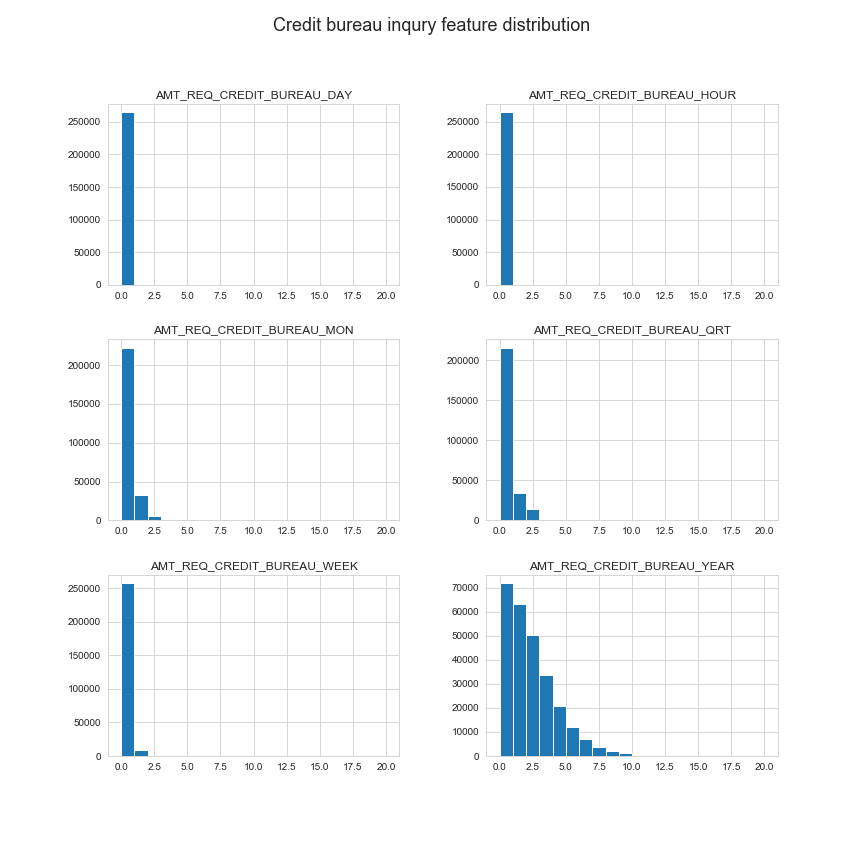 Credit bureau inqury feature distribution
AMT_REQ_CREDIT_BUREAU_DAY
250000
200000
150000
100000
50000
0
0.0 2.5 5.0 7.5 10.0 12.5 15.0 17.5 20.0
AMT_REQ_CREDIT_BUREAU_HOUR
250000
200000
150000
100000
50000
0
0.0 2.5 5.0 7.5 10.0 12.5 15.0 17.5 20.0
AMT_REQ_CREDIT_BUREAU_MON
200000
150000
100000
50000
0
0.0 2.5 5.0 7.5 10.0 12.5 15.0 17.5 20.0
AMT_REQ_CREDIT_BUREAU_QRT
200000
150000
100000
50000
0
0.0 2.5 5.0 7.5 10.0 12.5 15.0 17.5 20.0
AMT_REQ_CREDIT_BUREAU_WEEK
250000
200000
150000
100000
50000
0
0.0 2.5 5.0 7.5 10.0 12.5 15.0 17.5 20.0
AMT_REQ_CREDIT_BUREAU_YEAR
70000
60000
50000
40000
30000
20000
10000
0
0.0 2.5 5.0 7.5 10.0 12.5 15.0 17.5 20.0